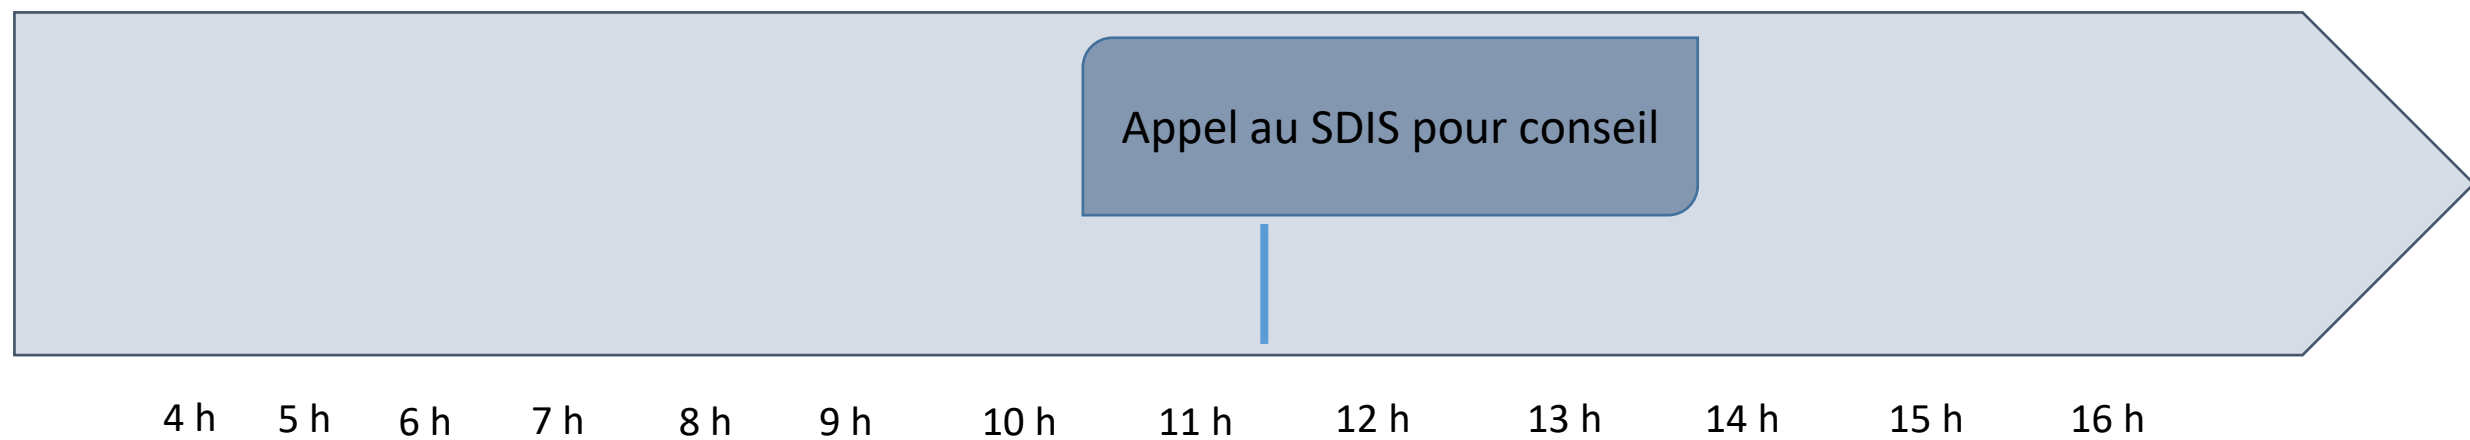 Appel au SDIS pour conseil
4 h 5 h 6 h 7 h 8 h 9 h 10 h 11 h 12 h 13 h 14 h 15 h 16 h